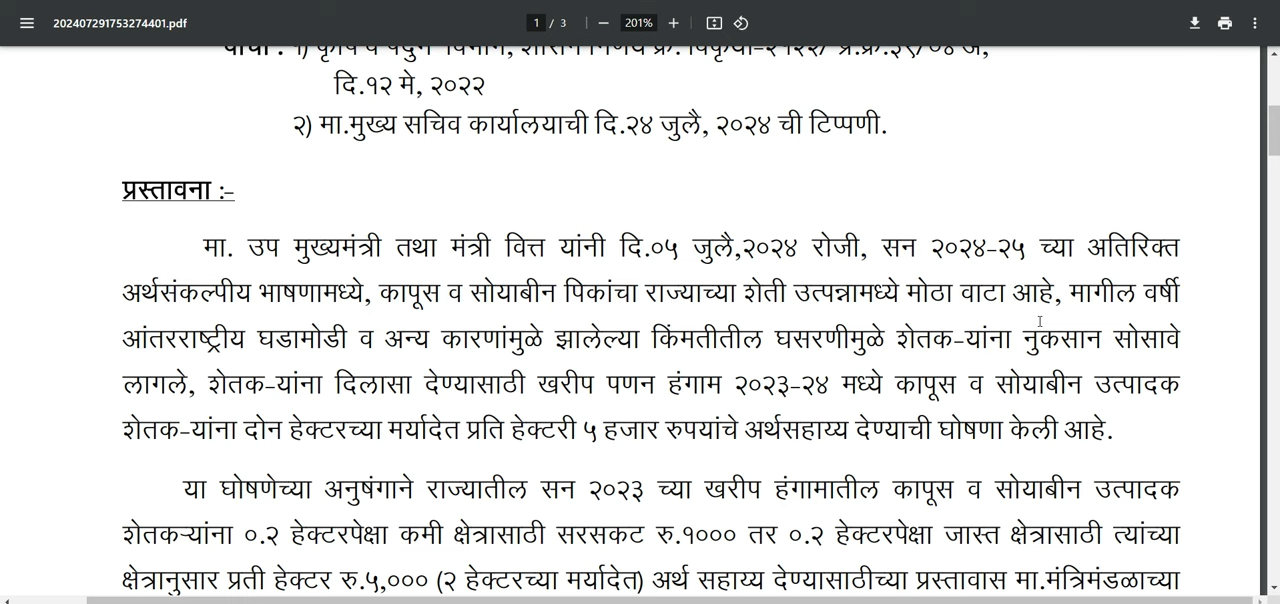 202407291753274401.pdf
1 / 3
201%
दि.१२ मे, २०२२
२) मा.मुख्य सचिव कार्यालयाची दि.२४ जुलै, २०२४ ची टिप्पणी.
प्रस्तावना :-
मा. उप मुख्यमंत्री तथा मंत्री वित्त यांनी दि.०५ जुलै,२०२४ रोजी, सन २०२४-२५ च्या अतिरिक्त
अर्थसंकल्पीय भाषणामध्ये, कापूस व सोयाबीन पिकांचा राज्याच्या शेती उत्पन्नामध्ये मोठा वाटा आहे, मागील वर्षी
आंतरराष्ट्रीय घडामोडी व अन्य कारणांमुळे झालेल्या किंमतीतील घसरणीमुळे शेतक-यांना नुकसान सोसावे
लागले, शेतक-यांना दिलासा देण्यासाठी खरीप पणन हंगाम २०२३-२४ मध्ये कापूस व सोयाबीन उत्पादक
शेतक-यांना दोन हेक्टरच्या मर्यादेत प्रति हेक्टरी ५ हजार रुपयांचे अर्थसहाय्य देण्याची घोषणा केली आहे.
या घोषणेच्या अनुषंगाने राज्यातील सन २०२३ च्या खरीप हंगामातील कापूस व सोयाबीन उत्पादक
शेतकऱ्यांना ०.२ हेक्टरपेक्षा कमी क्षेत्रासाठी सरसकट रु.१००० तर ०.२ हेक्टरपेक्षा जास्त क्षेत्रासाठी त्यांच्या
क्षेत्रानुसार प्रती हेक्टर रु.५,००० (२ हेक्टरच्या मर्यादेत) अर्थ सहाय्य देण्यासाठीच्या प्रस्तावास मा.मंत्रिमंडळाच्या